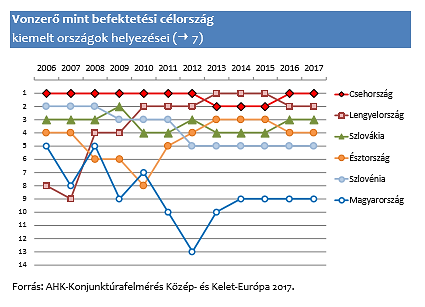 Vonzerő mint befektetési célország
kiemelt országok helyezései (→ 7)
2006 2007 2008 2009 2010 2011 2012 2013 2014 2015 2016 2017
1
2
3
4
5
6
7
8
9
10
11
12
13
14
Csehország
Lengyelország
Szlovákia
Észtország
Szlovénia
Magyarország
Forrás: AHK-Konjunktúrafelmérés Közép- és Kelet-Európa 2017.